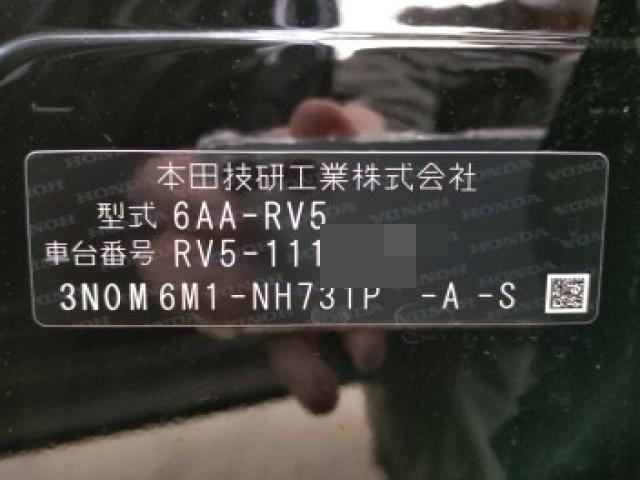 本田技研工業株式会社
型式 6AA-RV5
車台番号 RV5-111
3N0M6M1-NH731P -A-S